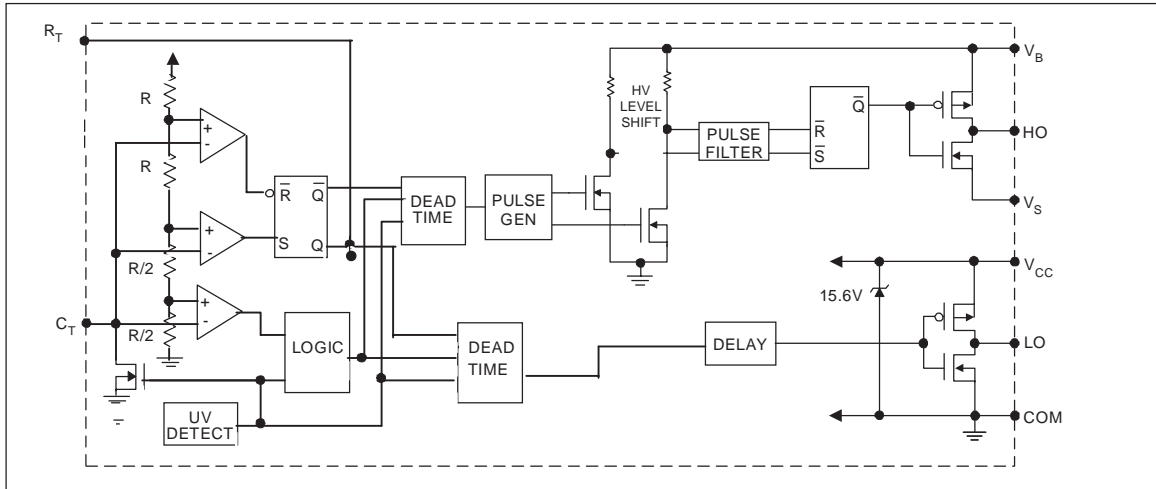 R_T
V_B
R
HV
LEVEL
SHIFT
Q̅
+
-
PULSE
FILTER
R̅
S̅
HO
R
R̅
Q̅
DEAD
TIME
PULSE
GEN
V_S
+
-
S
Q
R/2
V_CC
15.6V
+
-
C_T
R/2
LOGIC
DEAD
TIME
DELAY
LO
UV
DETECT
COM